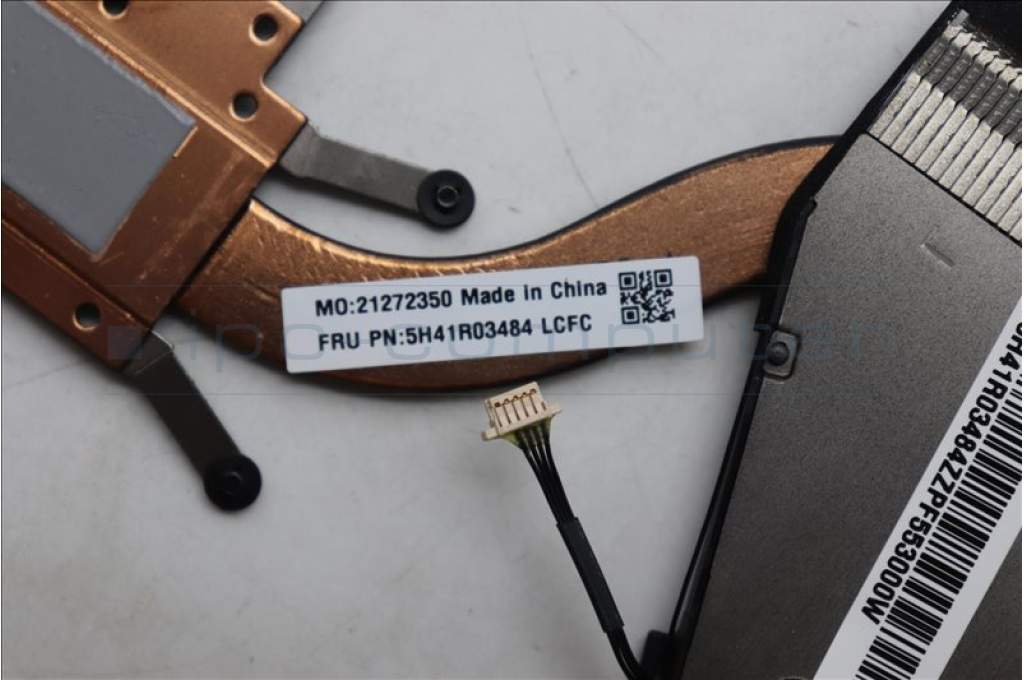 MO:21272350 Made in China
FRU PN:5H41R03484 LCFC
5H41R03484ZZPF553000W